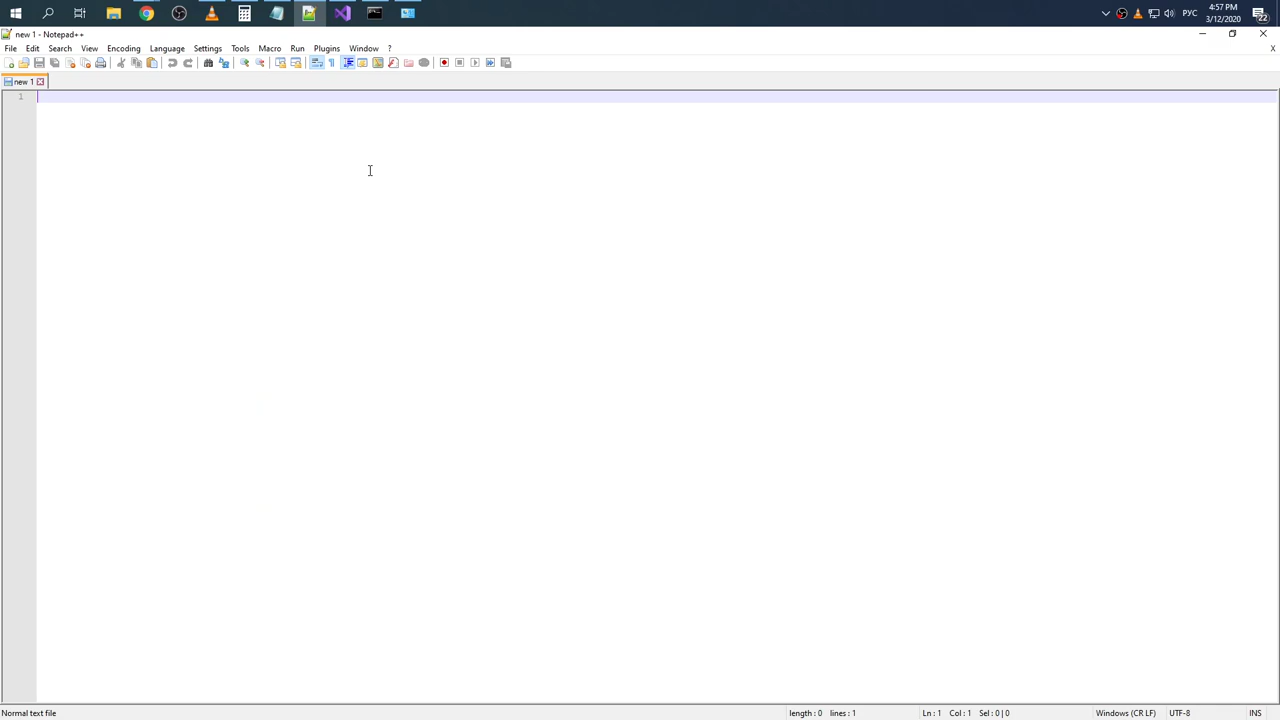 4:57 PM
РУС
3/12/2020
22
new 1 - Notepad++
File Edit Search View Encoding Language Settings Tools Macro Run Plugins Window ?
X
new 1
1
Normal text file
length : 0 lines : 1
Ln : 1 Col : 1 Sel : 0 | 0
Windows (CR LF)
UTF-8
INS